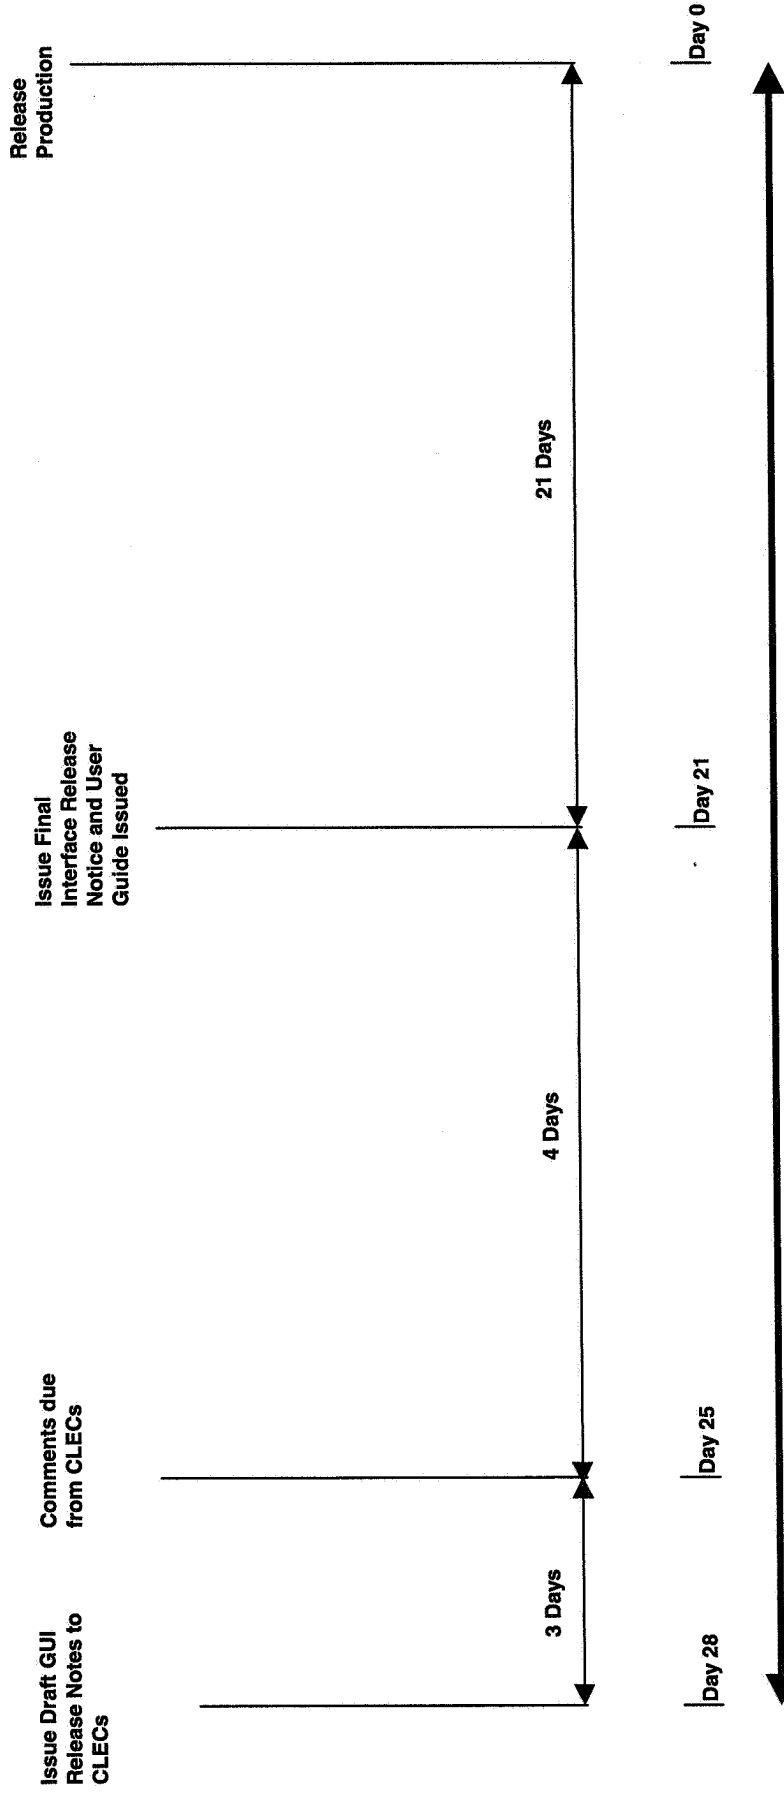 Issue Draft GUI
Release Notes to
CLECs
Comments due
from CLECs
Issue Final
Interface Release
Notice and User
Guide Issued
Release
Production
3 Days
4 Days
21 Days
Day 28
Day 25
Day 21
Day 0